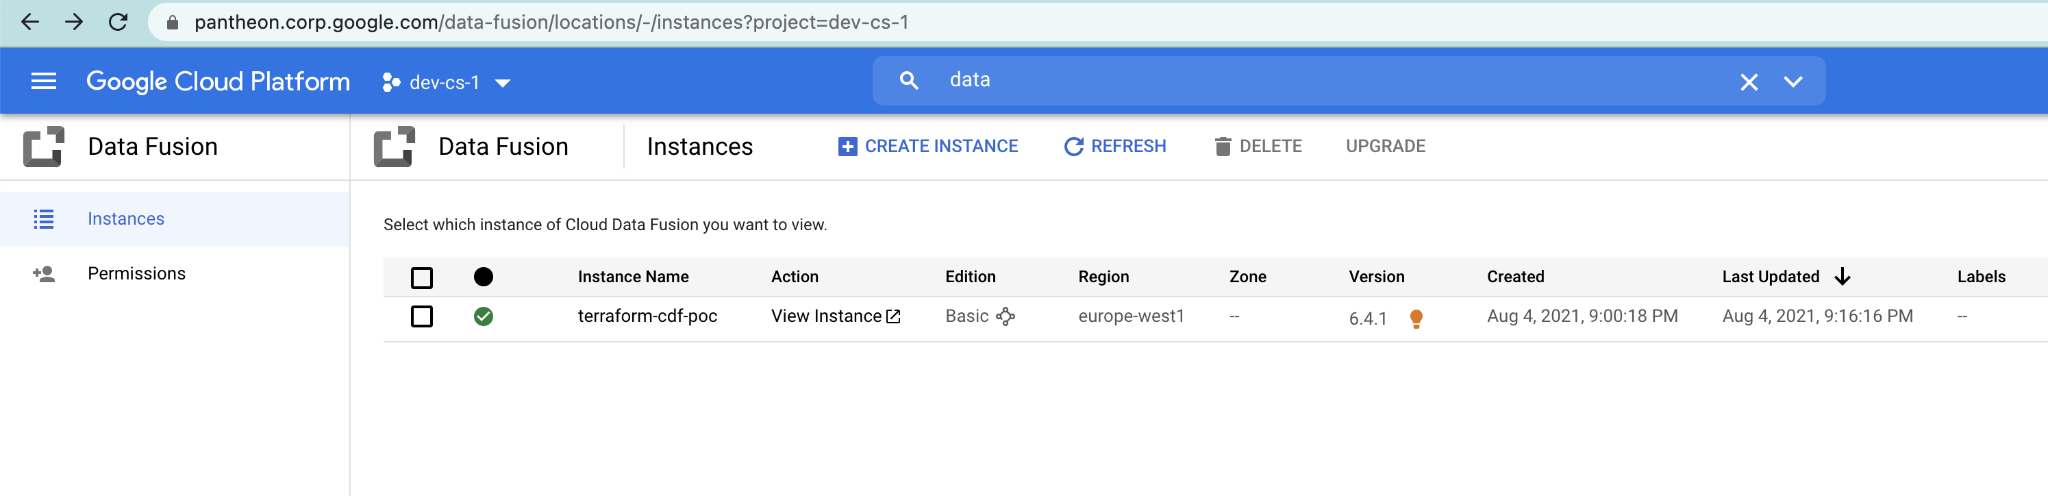 pantheon.corp.google.com/data-fusion/locations/-/instances?project=dev-cs-1
Google Cloud Platform dev-cs-1 data
Data Fusion Data Fusion Instances CREATE INSTANCE REFRESH DELETE UPGRADE
Instances
Permissions
Select which instance of Cloud Data Fusion you want to view.
Instance Name Action Edition Region Zone Version Created Last Updated Labels
terraform-cdf-poc View Instance Basic europe-west1 -- 6.4.1 Aug 4, 2021, 9:00:18 PM Aug 4, 2021, 9:16:16 PM --